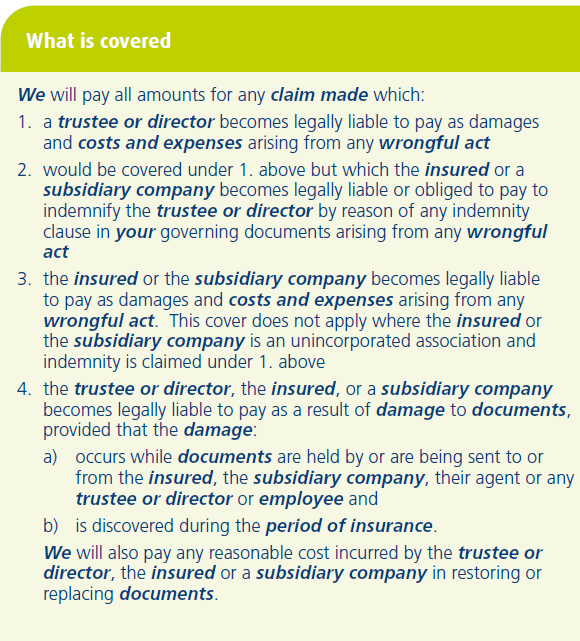 What is covered
We will pay all amounts for any claim made which:
1. a trustee or director becomes legally liable to pay as damages
and costs and expenses arising from any wrongful act
2. would be covered under 1. above but which the insured or a
subsidiary company becomes legally liable or obliged to pay to
indemnify the trustee or director by reason of any indemnity
clause in your governing documents arising from any wrongful
act
3. the insured or the subsidiary company becomes legally liable
to pay as damages and costs and expenses arising from any
wrongful act. This cover does not apply where the insured or
the subsidiary company is an unincorporated association and
indemnity is claimed under 1. above
4. the trustee or director, the insured, or a subsidiary company
becomes legally liable to pay as a result of damage to documents,
provided that the damage:
a) occurs while documents are held by or are being sent to or
from the insured, the subsidiary company, their agent or any
trustee or director or employee and
b) is discovered during the period of insurance.
We will also pay any reasonable cost incurred by the trustee or
director, the insured or a subsidiary company in restoring or
replacing documents.